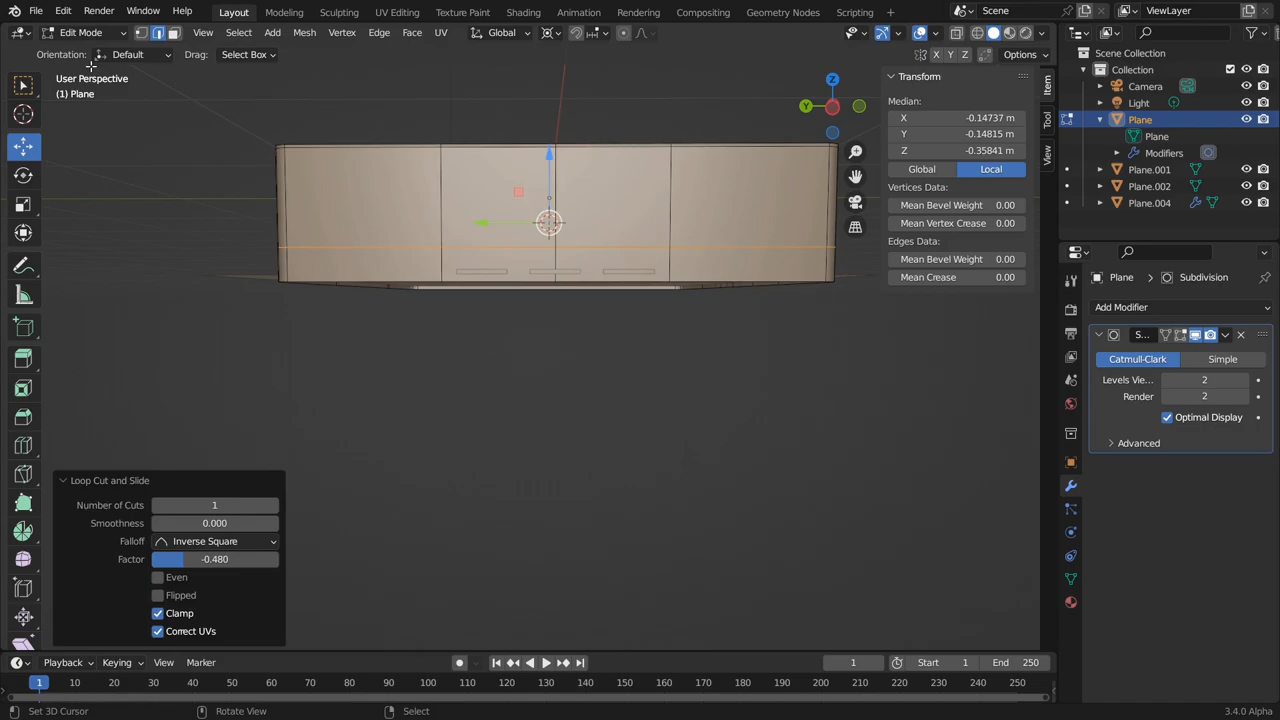 File Edit Render Window Help Layout Modeling Sculpting UV Editing Texture Paint Shading Animation Rendering Compositing Geometry Nodes Scripting Scene ViewLayer
Edit Mode View Select Add Mesh Vertex Edge Face UV Global
Orientation: Default Drag: Select Box X Y Z Options
User Perspective
(1) Plane
Z
Y
Transform
Median:
X -0.14737 m
Y -0.14815 m
Z -0.35841 m
Global Local
Vertices Data:
Mean Bevel Weight 0.00
Mean Vertex Crease 0.00
Edges Data:
Mean Bevel Weight 0.00
Mean Crease 0.00
Item
Tool
View
Scene Collection
Collection
Camera
Light
Plane
Plane
Modifiers
Plane.001
Plane.002
Plane.004
Plane Subdivision
Add Modifier
S...
Catmull-Clark Simple
Levels Vie... 2
Render 2
Optimal Display
Advanced
Loop Cut and Slide
Number of Cuts 1
Smoothness 0.000
Falloff Inverse Square
Factor -0.480
Even
Flipped
Clamp
Correct UVs
Playback Keying View Marker 1 Start 1 End 250
1 10 20 30 40 50 60 70 80 90 100 110 120 130 140 150 160 170 180 190 200 210 220 230 240 250
Set 3D Cursor Rotate View Select 3.4.0 Alpha